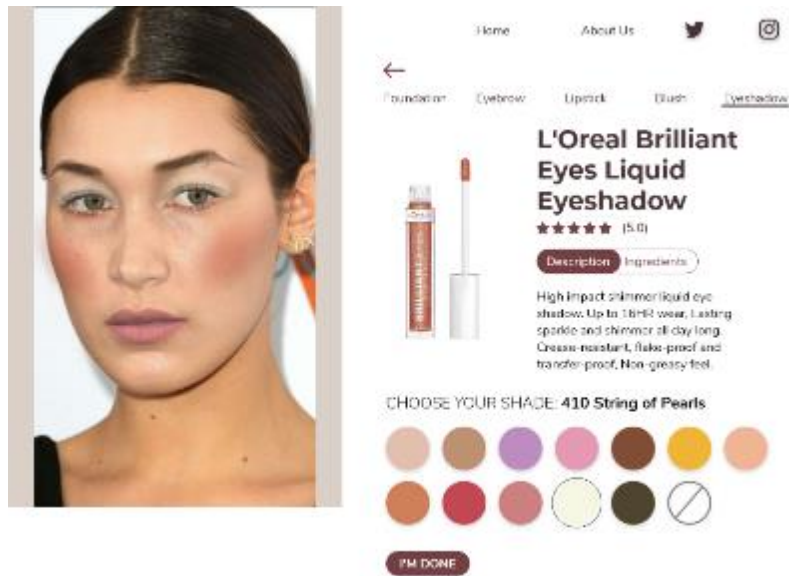 Home About Us
Foundation Eyebrow Lipstick Blush Eyeshadow
L'Oreal Brilliant
Eyes Liquid
Eyeshadow
(5.0)
Description Ingredients
High impact shimmer liquid eye
shadow. Up to 16HR wear, Lasting
sparkle and shimmer all day long.
Crease-resistant, flake-proof and
transfer-proof, Non-greasy feel.
BRILLIANT EYES
CHOOSE YOUR SHADE: 410 String of Pearls
I'M DONE